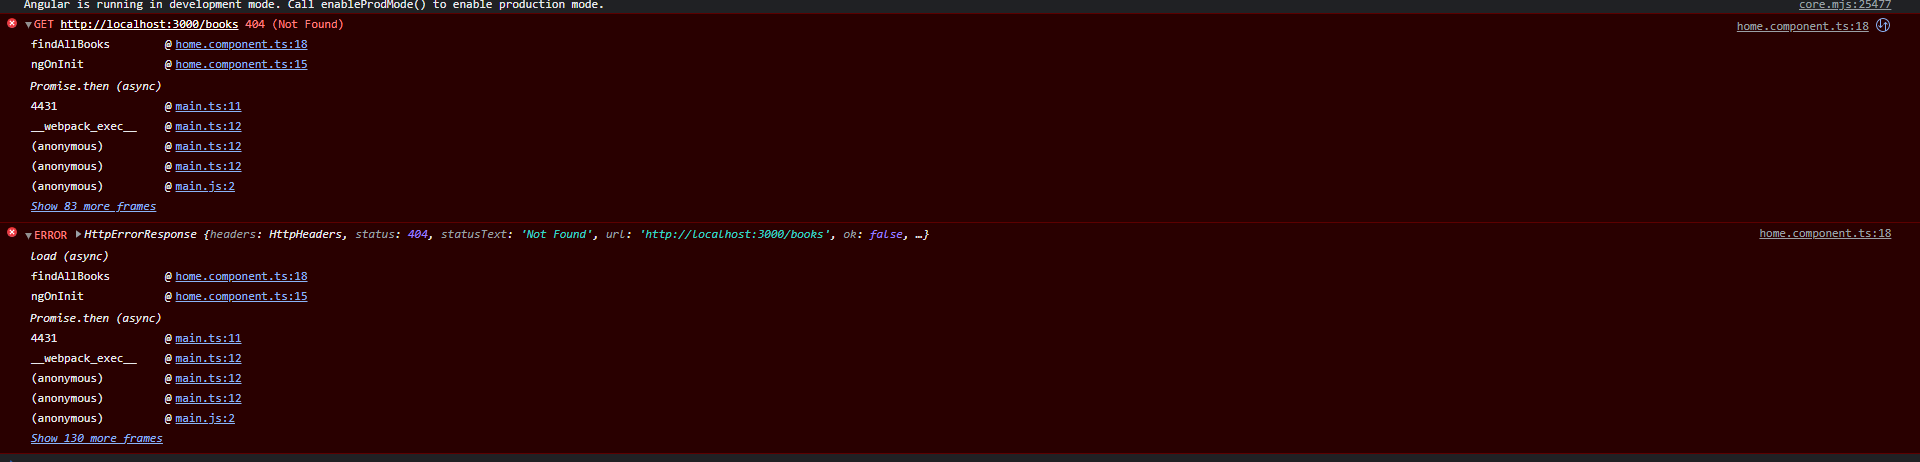 Angular is running in development mode. Call enableProdMode() to enable production mode. core.mjs:25477
GET http://localhost:3000/books 404 (Not Found) home.component.ts:18
findAllBooks @ home.component.ts:18
ngOnInit @ home.component.ts:15
Promise.then (async)
4431 @ main.ts:11
__webpack_exec__ @ main.ts:12
(anonymous) @ main.ts:12
(anonymous) @ main.ts:12
(anonymous) @ main.js:2
Show 83 more frames
ERROR HttpErrorResponse {headers: HttpHeaders, status: 404, statusText: 'Not Found', url: 'http://localhost:3000/books', ok: false, …} home.component.ts:18
load (async)
findAllBooks @ home.component.ts:18
ngOnInit @ home.component.ts:15
Promise.then (async)
4431 @ main.ts:11
__webpack_exec__ @ main.ts:12
(anonymous) @ main.ts:12
(anonymous) @ main.ts:12
(anonymous) @ main.js:2
Show 130 more frames